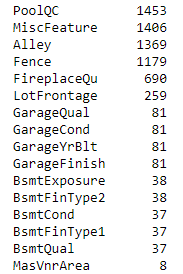 PoolQC 1453
MiscFeature 1406
Alley 1369
Fence 1179
FireplaceQu 690
LotFrontage 259
GarageQual 81
GarageCond 81
GarageYrBlt 81
GarageFinish 81
BsmtExposure 38
BsmtFinType2 38
BsmtCond 37
BsmtFinType1 37
BsmtQual 37
MasVnrArea 8